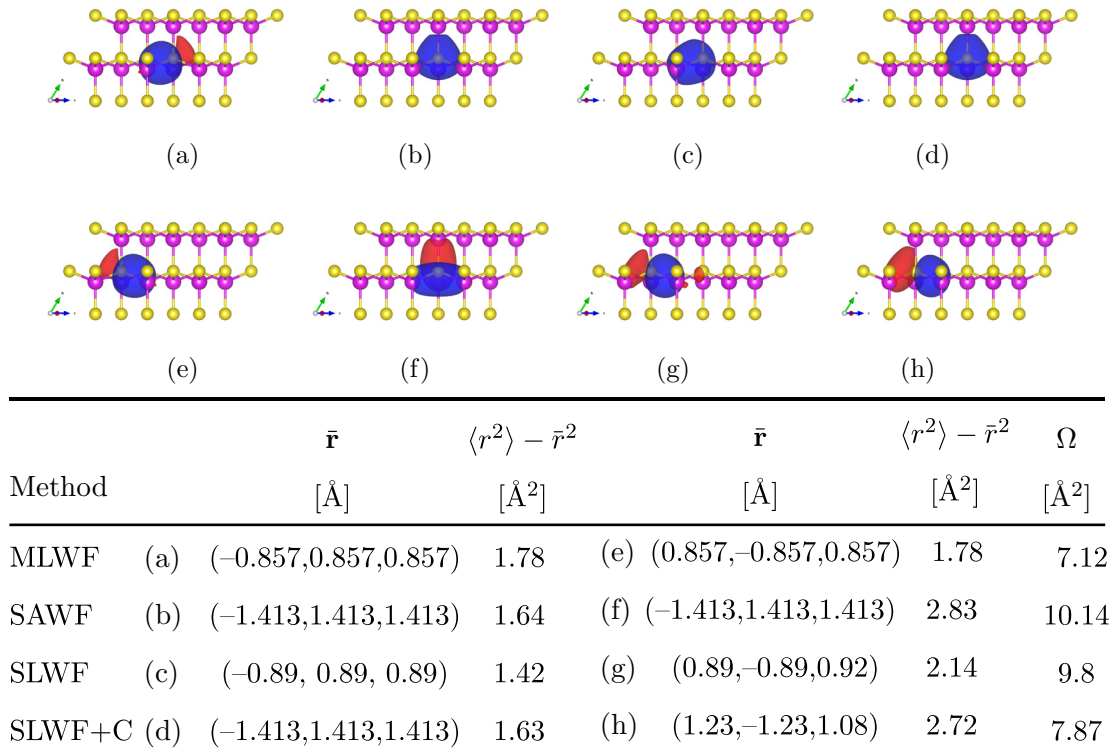 (a) (b) (c) (d)
(e) (f) (g) (h)
r̄ ⟨r²⟩ − r̄² r̄ ⟨r²⟩ − r̄² Ω
Method [Å] [Å²] [Å] [Å²] [Å²]
MLWF (a) (–0.857,0.857,0.857) 1.78 (e) (0.857,–0.857,0.857) 1.78 7.12
SAWF (b) (–1.413,1.413,1.413) 1.64 (f) (–1.413,1.413,1.413) 2.83 10.14
SLWF (c) (–0.89, 0.89, 0.89) 1.42 (g) (0.89,–0.89,0.92) 2.14 9.8
SLWF+C (d) (–1.413,1.413,1.413) 1.63 (h) (1.23,–1.23,1.08) 2.72 7.87